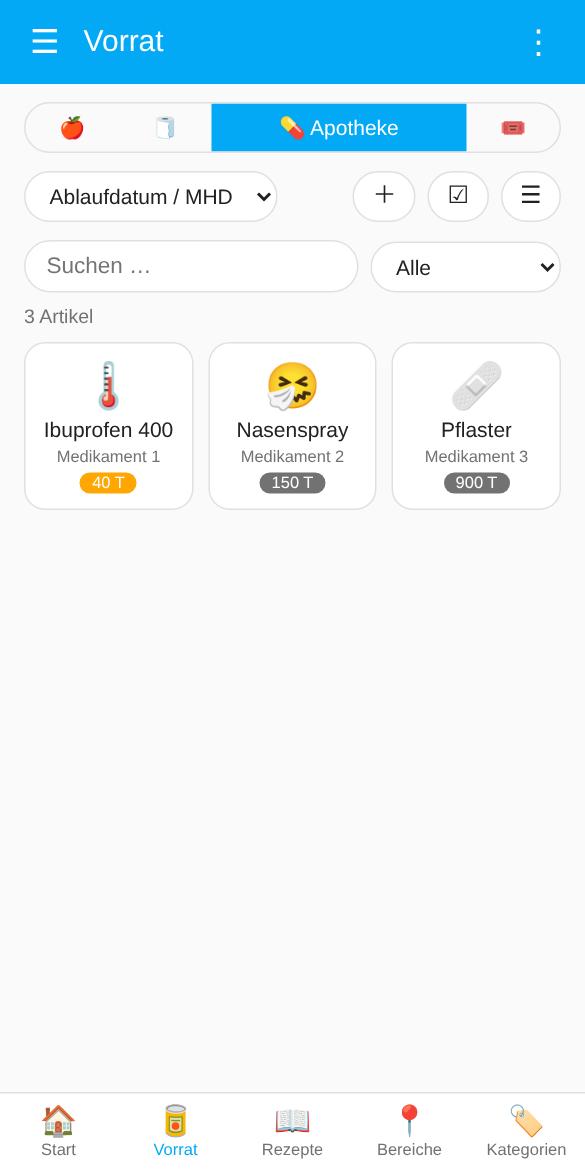 Vorrat
Apotheke
Ablaufdatum / MHD
Suchen …
Alle
3 Artikel
Ibuprofen 400
Medikament 1
40 T
Nasenspray
Medikament 2
150 T
Pflaster
Medikament 3
900 T
Start
Vorrat
Rezepte
Bereiche
Kategorien